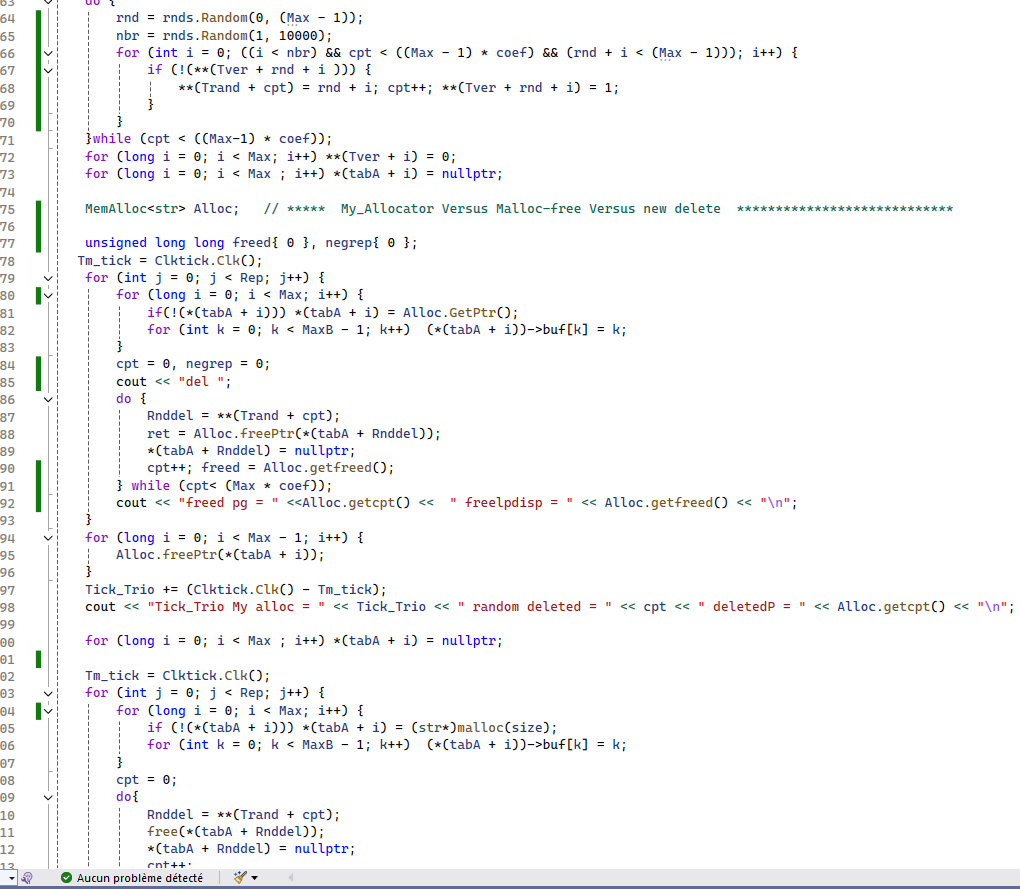 63 do {
64 rnd = rnds.Random(0, (Max - 1));
65 nbr = rnds.Random(1, 10000);
66 for (int i = 0; ((i < nbr) && cpt < ((Max - 1) * coef) && (rnd + i < (Max - 1))); i++) {
67 if (!(**(Tver + rnd + i ))) {
68 **(Trand + cpt) = rnd + i; cpt++; **(Tver + rnd + i) = 1;
69 }
70 }
71 }while (cpt < ((Max-1) * coef));
72 for (long i = 0; i < Max; i++) **(Tver + i) = 0;
73 for (long i = 0; i < Max ; i++) *(tabA + i) = nullptr;
74
75 MemAlloc<str> Alloc; // ***** My_Allocator Versus Malloc-free Versus new delete ****************************
76
77 unsigned long long freed{ 0 }, negrep{ 0 };
78 Tm_tick = Clktick.Clk();
79 for (int j = 0; j < Rep; j++) {
80 for (long i = 0; i < Max; i++) {
81 if(!(*(tabA + i))) *(tabA + i) = Alloc.GetPtr();
82 for (int k = 0; k < MaxB - 1; k++) (*(tabA + i))->buf[k] = k;
83 }
84 cpt = 0, negrep = 0;
85 cout << "del ";
86 do {
87 Rnddel = **(Trand + cpt);
88 ret = Alloc.freePtr(*(tabA + Rnddel));
89 *(tabA + Rnddel) = nullptr;
90 cpt++; freed = Alloc.getfreed();
91 } while (cpt< (Max * coef));
92 cout << "freed pg = " <<Alloc.getcpt() << " freelpdisp = " << Alloc.getfreed() << "\n";
93 }
94 for (long i = 0; i < Max - 1; i++) {
95 Alloc.freePtr(*(tabA + i));
96 }
97 Tick_Trio += (Clktick.Clk() - Tm_tick);
98 cout << "Tick_Trio My alloc = " << Tick_Trio << " random deleted = " << cpt << " deletedP = " << Alloc.getcpt() << "\n";
99
00 for (long i = 0; i < Max ; i++) *(tabA + i) = nullptr;
01
02 Tm_tick = Clktick.Clk();
03 for (int j = 0; j < Rep; j++) {
04 for (long i = 0; i < Max; i++) {
05 if (!(*(tabA + i))) *(tabA + i) = (str*)malloc(size);
06 for (int k = 0; k < MaxB - 1; k++) (*(tabA + i))->buf[k] = k;
07 }
08 cpt = 0;
09 do{
10 Rnddel = **(Trand + cpt);
11 free(*(tabA + Rnddel));
12 *(tabA + Rnddel) = nullptr;
13 cpt++;
Aucun problème détecté